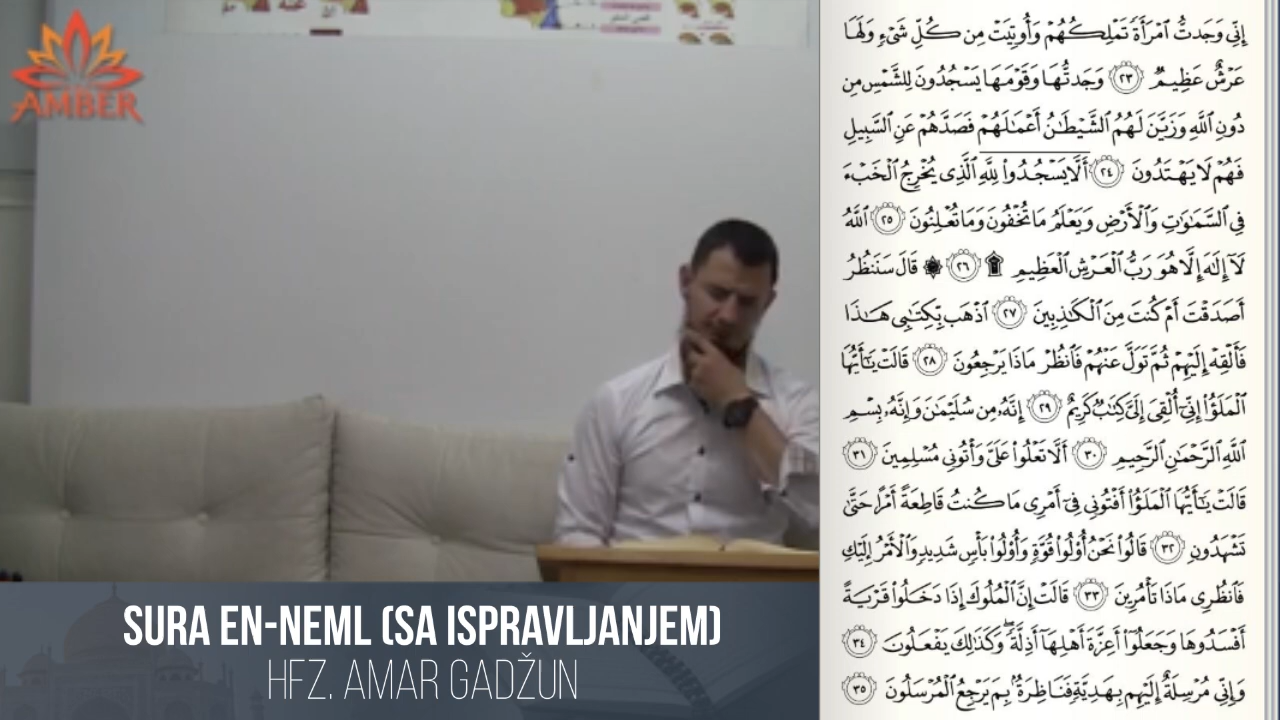 AMBER
إِنِّى وَجَدتُّ ٱمْرَأَةً تَمْلِكُهُمْ وَأُوتِيَتْ مِن كُلِّ شَىْءٍ وَلَهَا
عَرْشٌ عَظِيمٌ ٢٣ وَجَدتُّهَا وَقَوْمَهَا يَسْجُدُونَ لِلشَّمْسِ مِن
دُونِ ٱللَّهِ وَزَيَّنَ لَهُمُ ٱلشَّيْطَٰنُ أَعْمَٰلَهُمْ فَصَدَّهُمْ عَنِ ٱلسَّبِيلِ
فَهُمْ لَا يَهْتَدُونَ ٢٤ أَلَّا يَسْجُدُوا۟ لِلَّهِ ٱلَّذِى يُخْرِجُ ٱلْخَبْءَ
فِى ٱلسَّمَٰوَٰتِ وَٱلْأَرْضِ وَيَعْلَمُ مَا تُخْفُونَ وَمَا تُعْلِنُونَ ٢٥ ٱللَّهُ
لَآ إِلَٰهَ إِلَّا هُوَ رَبُّ ٱلْعَرْشِ ٱلْعَظِيمِ ۩ ٢٦ ۞ قَالَ سَنَنظُرُ
أَصَدَقْتَ أَمْ كُنتَ مِنَ ٱلْكَٰذِبِينَ ٢٧ ٱذْهَب بِّكِتَٰبِى هَٰذَا
فَأَلْقِهْ إِلَيْهِمْ ثُمَّ تَوَلَّ عَنْهُمْ فَٱنظُرْ مَاذَا يَرْجِعُونَ ٢٨ قَالَتْ يَٰٓأَيُّهَا
ٱلْمَلَؤُا۟ إِنِّىٓ أُلْقِىَ إِلَىَّ كِتَٰبٌ كَرِيمٌ ٢٩ إِنَّهُۥ مِن سُلَيْمَٰنَ وَإِنَّهُۥ بِسْمِ
ٱللَّهِ ٱلرَّحْمَٰنِ ٱلرَّحِيمِ ٣٠ أَلَّا تَعْلُوا۟ عَلَىَّ وَأْتُونِى مُسْلِمِينَ ٣١
قَالَتْ يَٰٓأَيُّهَا ٱلْمَلَؤُا۟ أَفْتُونِى فِىٓ أَمْرِى مَا كُنتُ قَاطِعَةً أَمْرًا حَتَّىٰ
تَشْهَدُونِ ٣٢ قَالُوا۟ نَحْنُ أُو۟لُوا۟ قُوَّةٍ وَأُو۟لُوا۟ بَأْسٍ شَدِيدٍ وَٱلْأَمْرُ إِلَيْكِ
فَٱنظُرِى مَاذَا تَأْمُرِينَ ٣٣ قَالَتْ إِنَّ ٱلْمُلُوكَ إِذَا دَخَلُوا۟ قَرْيَةً
أَفْسَدُوهَا وَجَعَلُوٓا۟ أَعِزَّةَ أَهْلِهَآ أَذِلَّةً ۖ وَكَذَٰلِكَ يَفْعَلُونَ ٣٤
وَإِنِّى مُرْسِلَةٌ إِلَيْهِم بِهَدِيَّةٍ فَنَاظِرَةٌۢ بِمَ يَرْجِعُ ٱلْمُرْسَلُونَ ٣٥
SURA EN-NEML (SA ISPRAVLJANJEM)
HFZ. AMAR GADŽUN